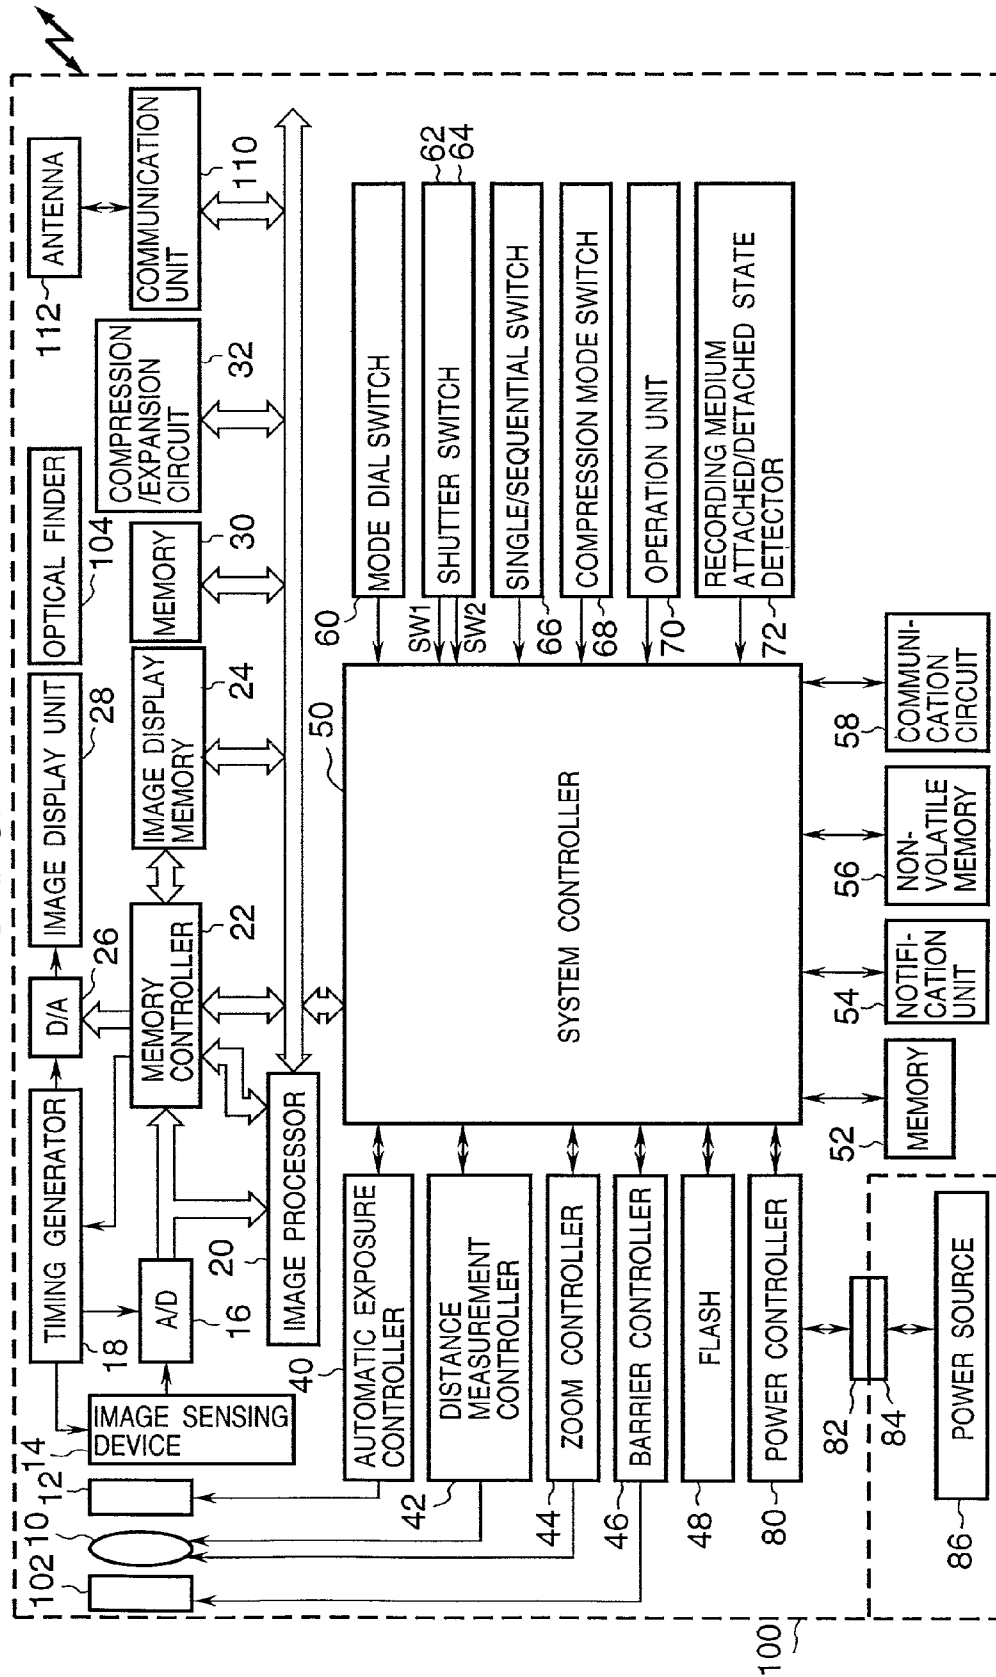 112
ANTENNA
COMMUNICATION
UNIT
110
COMPRESSION
/EXPANSION
CIRCUIT
32
OPTICAL FINDER
104
MEMORY
30
IMAGE DISPLAY UNIT
28
IMAGE DISPLAY
MEMORY
24
D/A
26
MEMORY
CONTROLLER
22
TIMING GENERATOR
18
A/D
16
IMAGE PROCESSOR
20
IMAGE SENSING
DEVICE
14
12
10
102
AUTOMATIC EXPOSURE
CONTROLLER
40
DISTANCE
MEASUREMENT
CONTROLLER
42
ZOOM CONTROLLER
44
BARRIER CONTROLLER
46
FLASH
48
POWER CONTROLLER
80
SYSTEM CONTROLLER
50
MODE DIAL SWITCH
60
SHUTTER SWITCH
62
64
SW1
SW2
SINGLE/SEQUENTIAL SWITCH
66
COMPRESSION MODE SWITCH
68
OPERATION UNIT
70
RECORDING MEDIUM
ATTACHED/DETACHED STATE
DETECTOR
72
MEMORY
52
NOTIFI-
CATION
UNIT
54
NON-
VOLATILE
MEMORY
56
COMMUNI-
CATION
CIRCUIT
58
82
84
POWER SOURCE
86
100